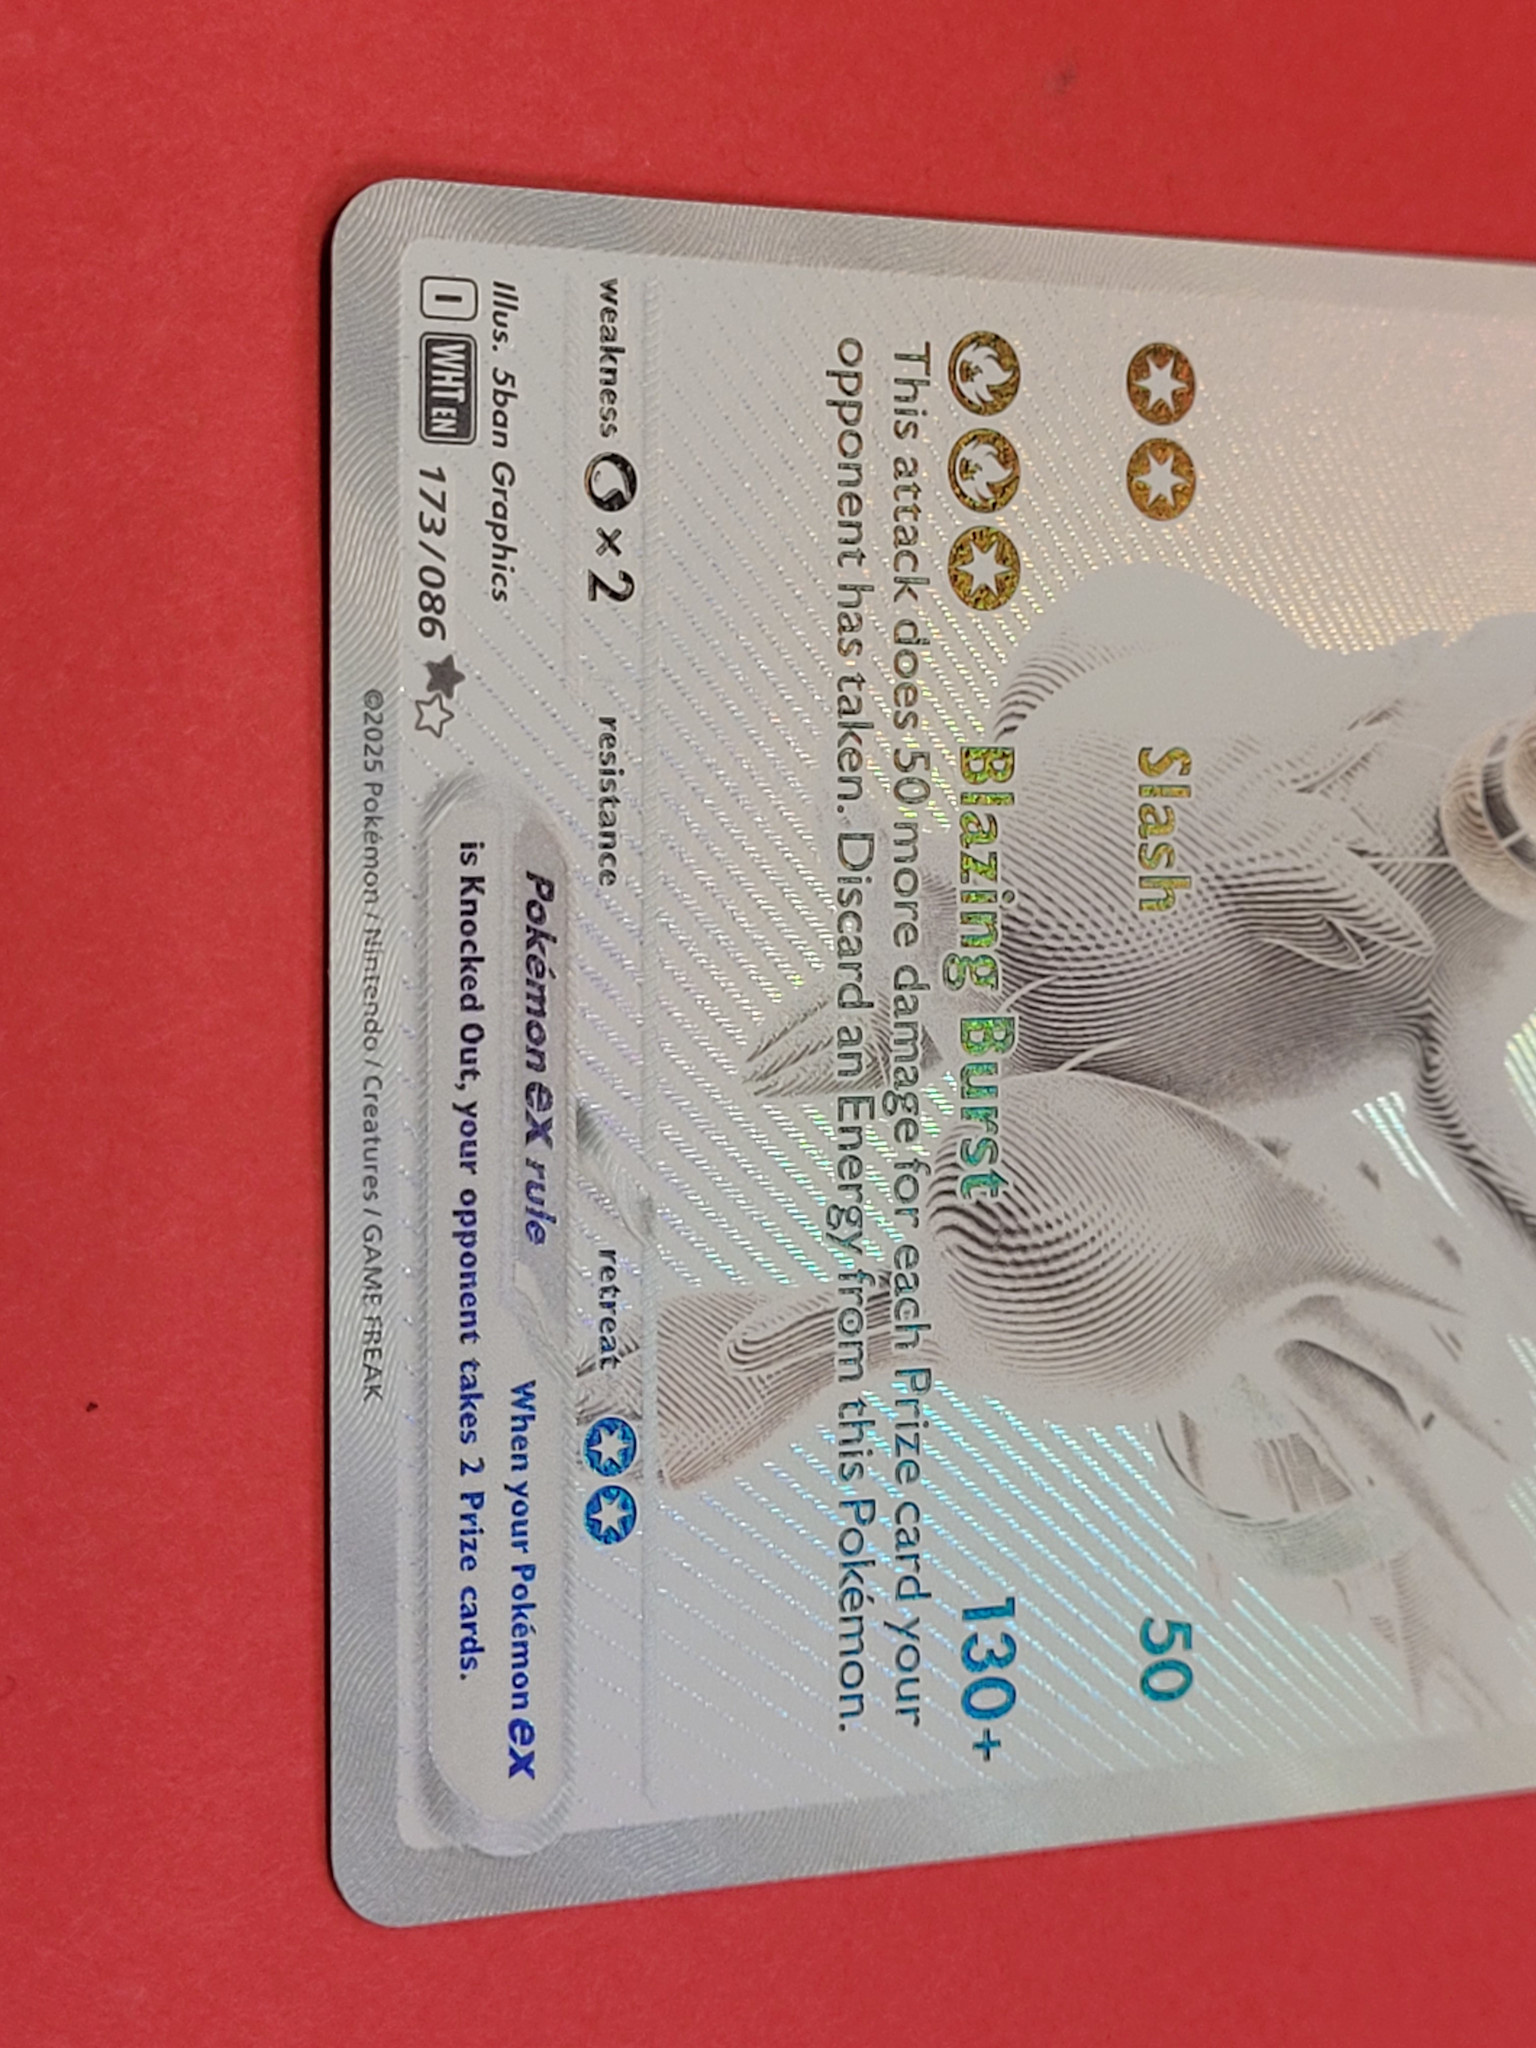 Slash 50
Blazing Burst 130+
This attack does 50 more damage for each Prize card your
opponent has taken. Discard an Energy from this Pokémon.
weakness ×2 resistance retreat
Pokémon ex rule When your Pokémon ex
is Knocked Out, your opponent takes 2 Prize cards.
Illus. 5ban Graphics
I WHT EN 173/086
©2025 Pokémon / Nintendo / Creatures / GAME FREAK